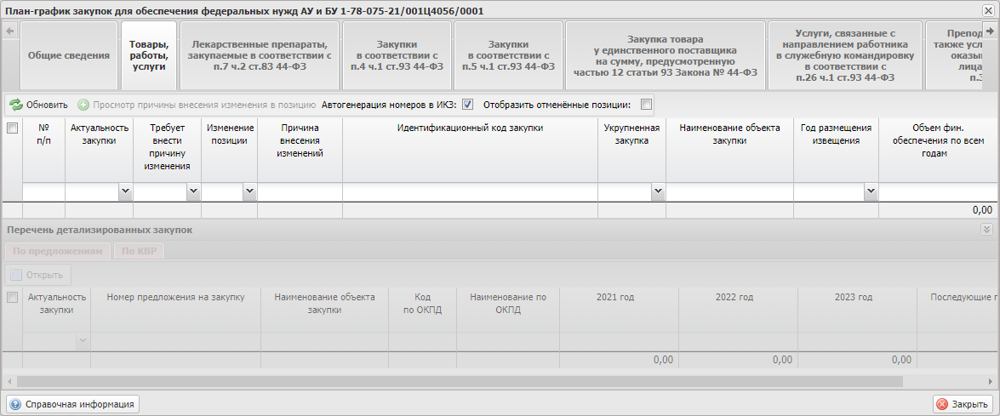 План-график закупок для обеспечения федеральных нужд АУ и БУ 1-78-075-21/001Ц4056/0001
Общие сведения
Товары,
работы,
услуги
Лекарственные препараты,
закупаемые в соответствии с
п.7 ч.2 ст.83 44-ФЗ
Закупки
в соответствии с
п.4 ч.1 ст.93 44-ФЗ
Закупки
в соответствии с
п.5 ч.1 ст.93 44-ФЗ
Закупка товара
у единственного поставщика
на сумму, предусмотренную
частью 12 статьи 93 Закона № 44-ФЗ
Услуги, связанные с
направлением работника
в служебную командировку
в соответствии с
п.26 ч.1 ст.93 44-ФЗ
Препод
также усл
оказы
лица
п.3
Обновить Просмотр причины внесения изменения в позицию Автогенерация номеров в ИКЗ: Отобразить отменённые позиции:
№
п/п
Актуальность
закупки
Требует
внести
причину
изменения
Изменение
позиции
Причина
внесения
изменений
Идентификационный код закупки
Укрупненная
закупка
Наименование объекта
закупки
Год размещения
извещения
Объем фин.
обеспечения по всем
годам
0,00
Перечень детализированных закупок
По предложениям По КВР
Открыть
Актуальность
закупки
Номер предложения на закупку
Наименование объекта
закупки
Код
по ОКПД
Наименование по
ОКПД
2021 год
2022 год
2023 год
Последующие г
0,00 0,00 0,00
Справочная информация Закрыть